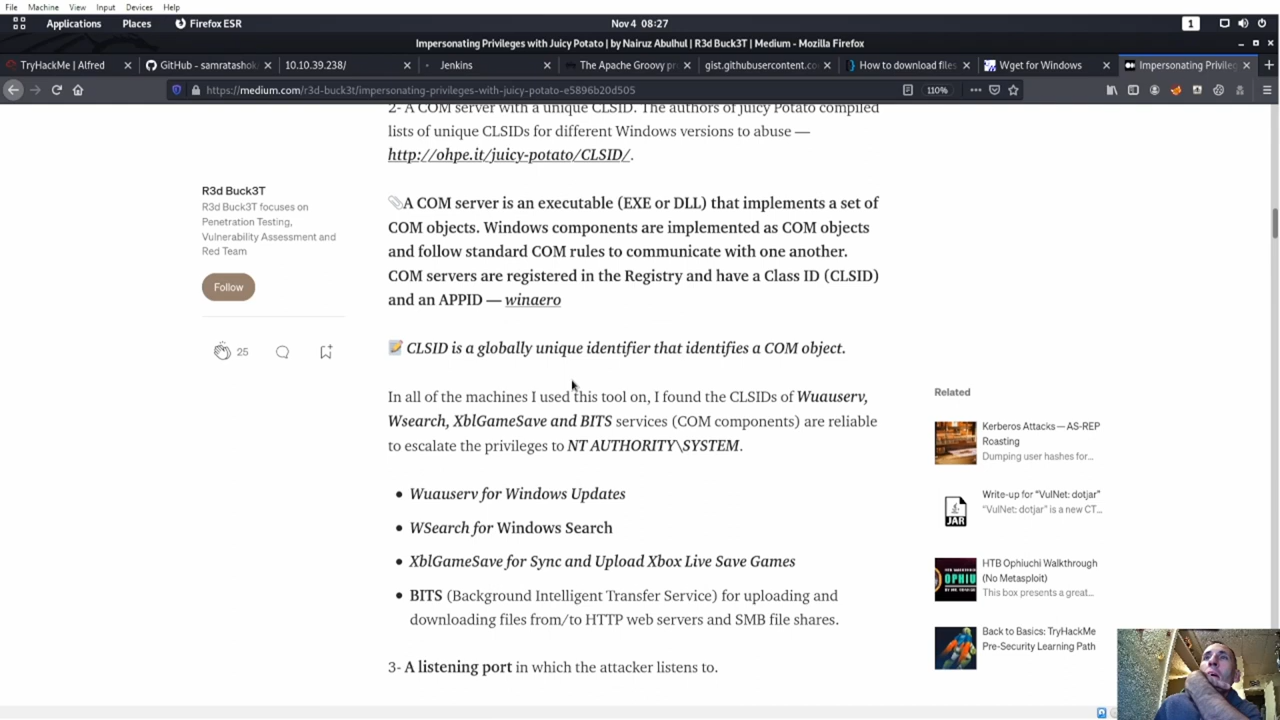 File Machine View Input Devices Help
Applications Places Firefox ESR Nov 4 08:27 1
Impersonating Privileges with Juicy Potato | by Nairuz Abulhul | R3d Buck3T | Medium - Mozilla Firefox
TryHackMe | Alfred GitHub - samratashok 10.10.39.238/ Jenkins The Apache Groovy pr gist.githubusercontent.co How to download files Wget for Windows Impersonating Privileg
https://medium.com/r3d-buck3t/impersonating-privileges-with-juicy-potato-e5896b20d505 110%
2- A COM server with a unique CLSID. The authors of Juicy Potato compiled
lists of unique CLSIDs for different Windows versions to abuse —
http://ohpe.it/juicy-potato/CLSID/.
R3d Buck3T
R3d Buck3T focuses on
Penetration Testing,
Vulnerability Assessment and
Red Team
Follow
25
A COM server is an executable (EXE or DLL) that implements a set of
COM objects. Windows components are implemented as COM objects
and follow standard COM rules to communicate with one another.
COM servers are registered in the Registry and have a Class ID (CLSID)
and an APPID — winaero
CLSID is a globally unique identifier that identifies a COM object.
In all of the machines I used this tool on, I found the CLSIDs of Wuauserv,
Wsearch, XblGameSave and BITS services (COM components) are reliable
to escalate the privileges to NT AUTHORITY\SYSTEM.
• Wuauserv for Windows Updates
• WSearch for Windows Search
• XblGameSave for Sync and Upload Xbox Live Save Games
• BITS (Background Intelligent Transfer Service) for uploading and
downloading files from/to HTTP web servers and SMB file shares.
3- A listening port in which the attacker listens to.
Related
Kerberos Attacks — AS-REP
Roasting
Dumping user hashes for...
JAR
Write-up for "VulNet: dotjar"
"VulNet: dotjar" is a new CT...
OPHIU
HTB Ophiuchi Walkthrough
(No Metasploit)
This box presents a great...
Back to Basics: TryHackMe
Pre-Security Learning Path